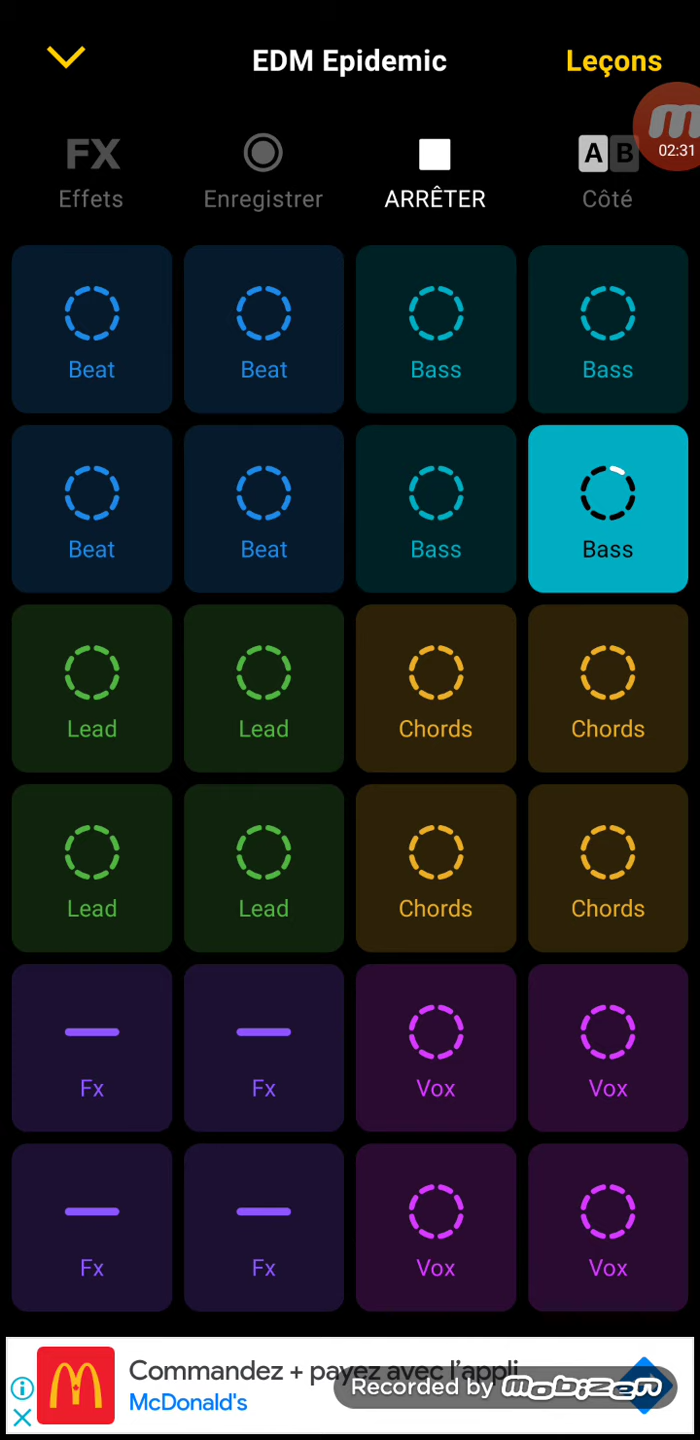 EDM Epidemic
Leçons
FX
A B
02:31
Effets
Enregistrer
ARRÊTER
Côté
Beat
Beat
Bass
Bass
Beat
Beat
Bass
Bass
Lead
Lead
Chords
Chords
Lead
Lead
Chords
Chords
Fx
Fx
Vox
Vox
Fx
Fx
Vox
Vox
Commandez + payez avec l'appli
McDonald's
Recorded by mobizen